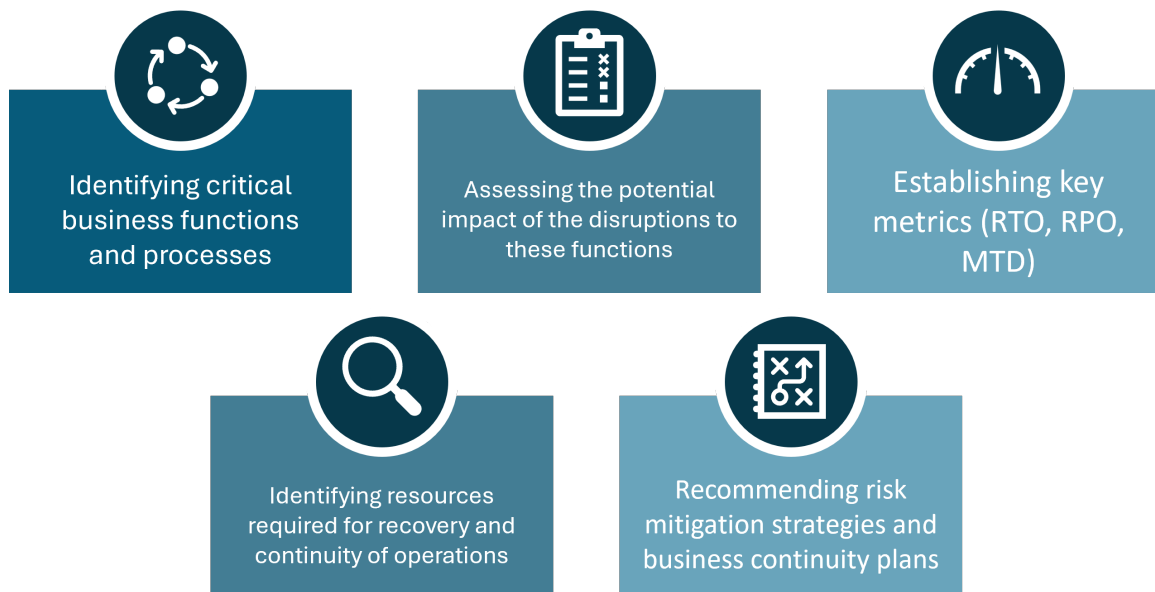 Identifying critical
business functions
and processes
Assessing the potential
impact of the disruptions to
these functions
Establishing key
metrics (RTO, RPO,
MTD)
Identifying resources
required for recovery and
continuity of operations
Recommending risk
mitigation strategies and
business continuity plans